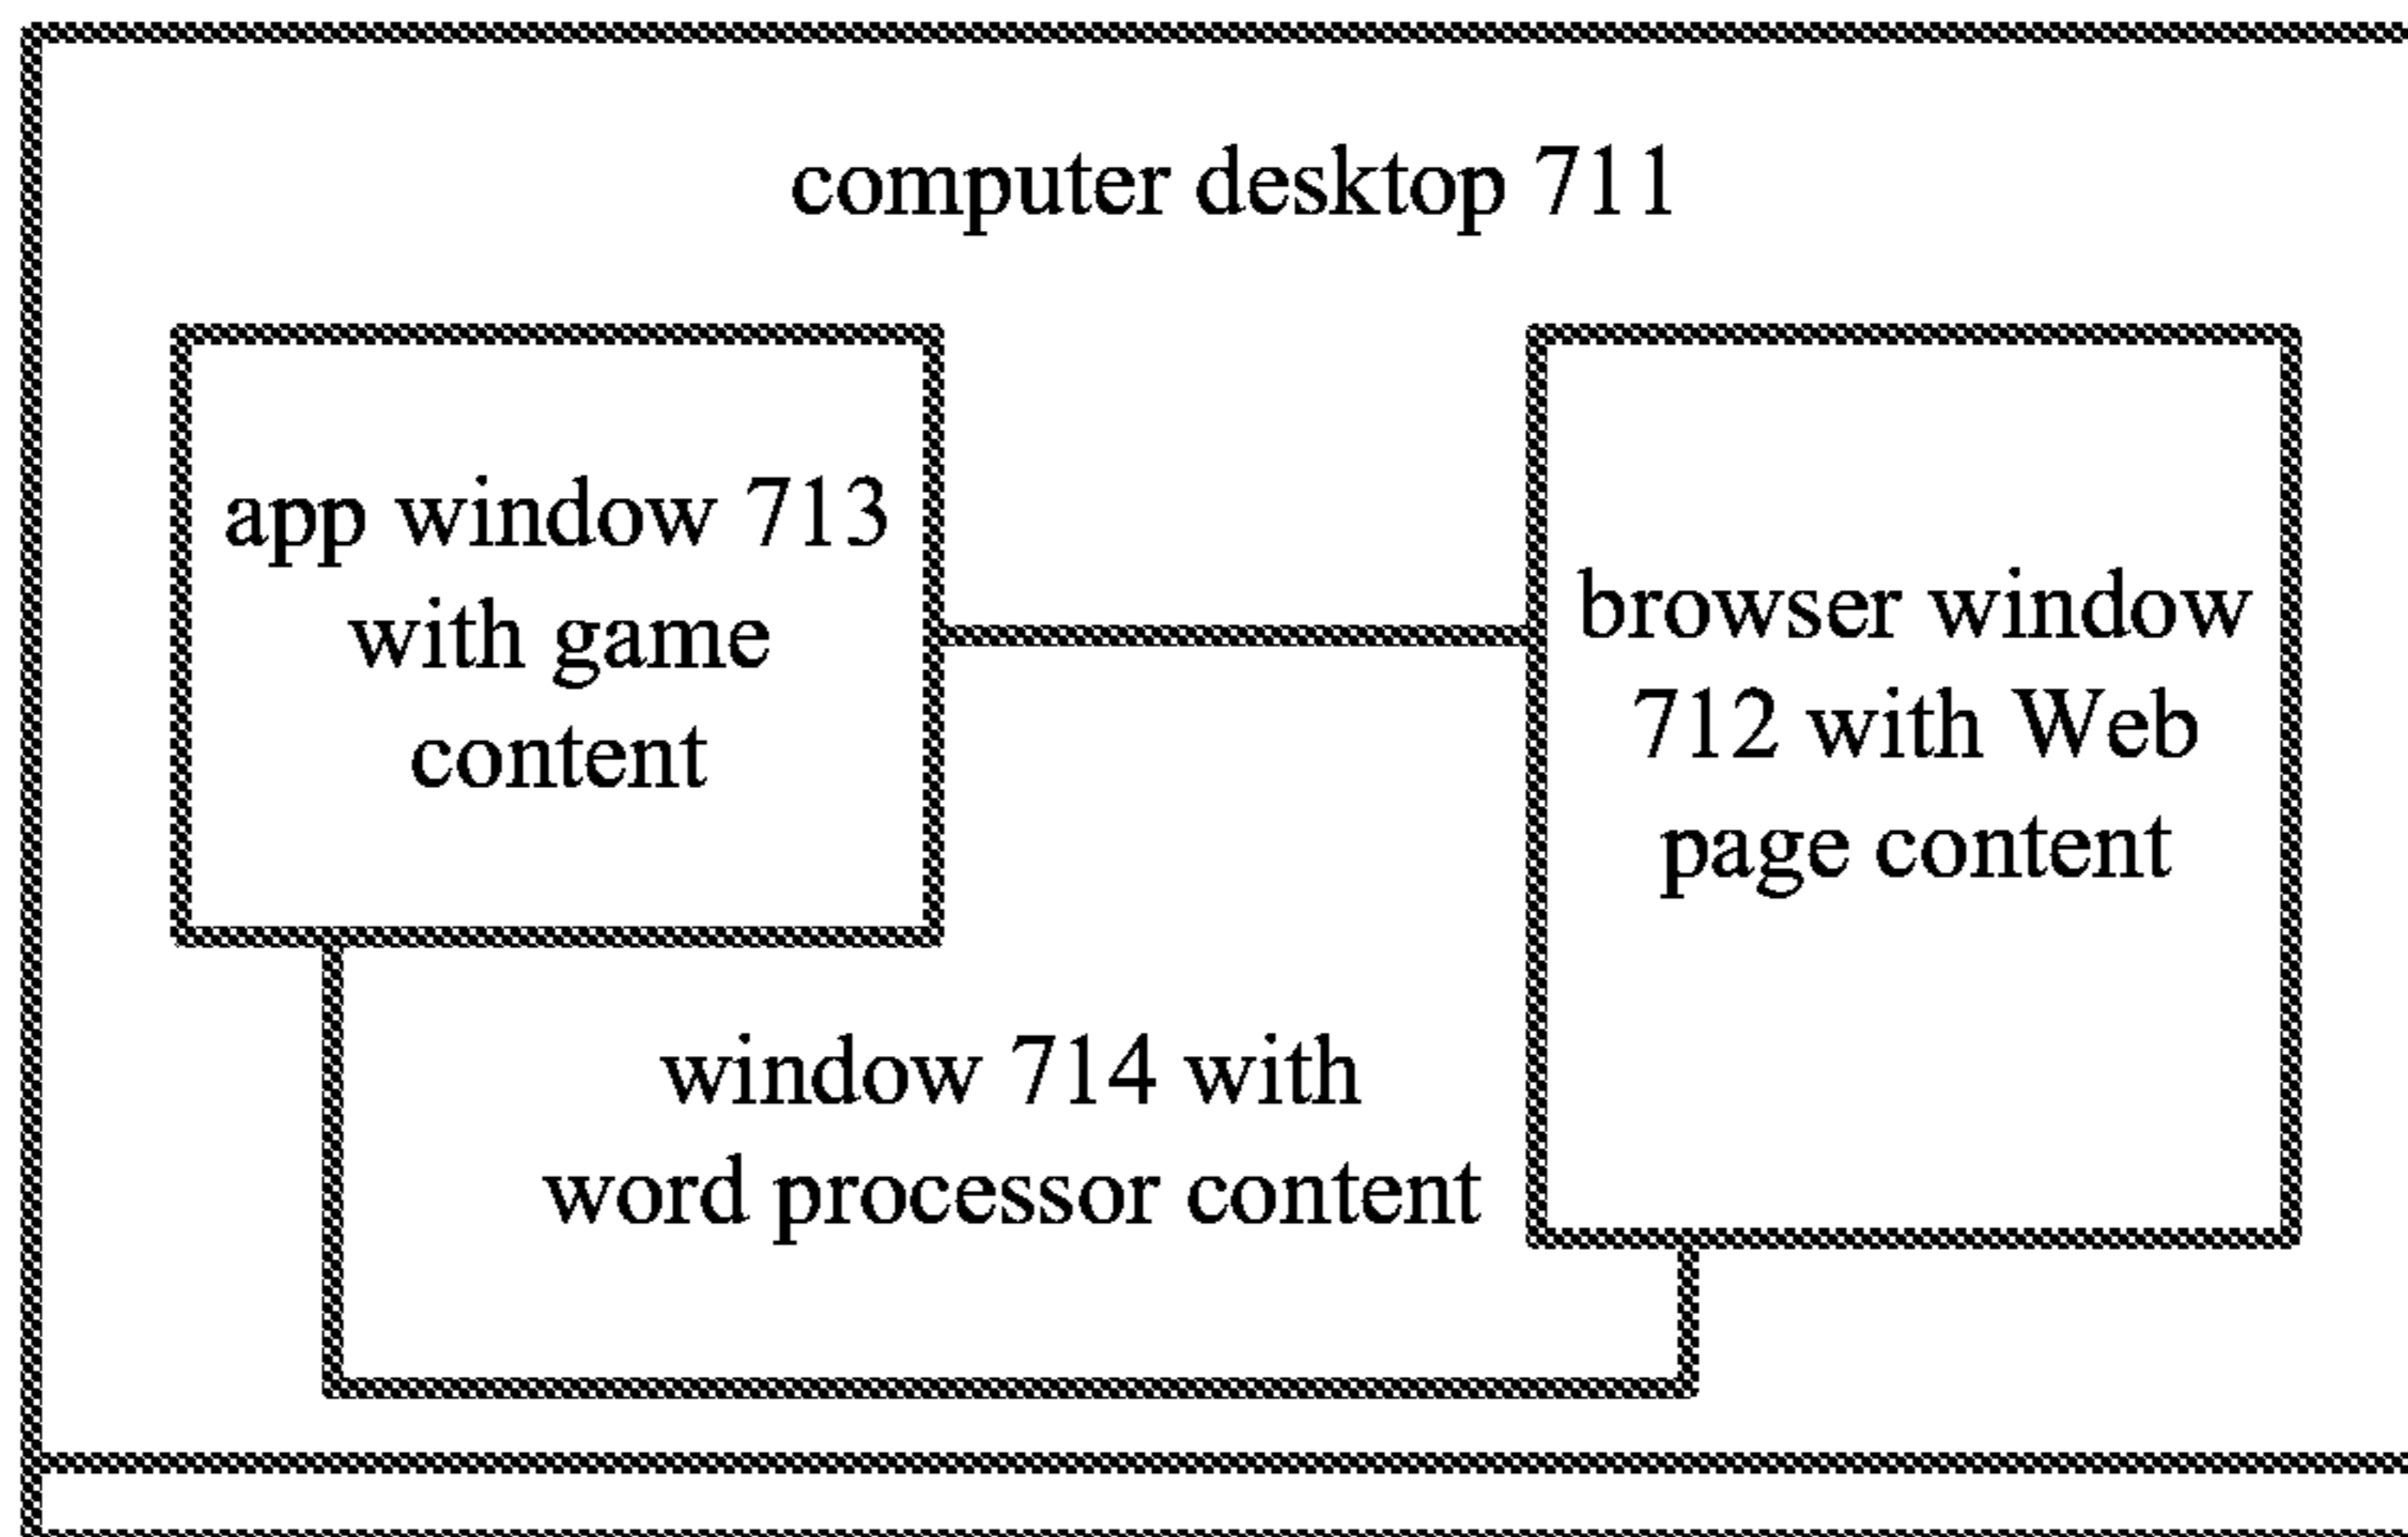 computer desktop 711
app window 713
with game
content
browser window
712 with Web
page content
window 714 with
word processor content